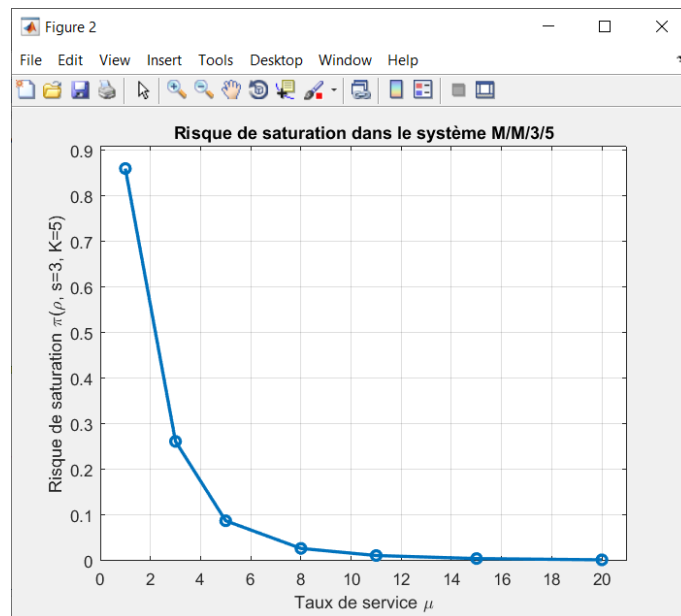 Figure 2
File Edit View Insert Tools Desktop Window Help
Risque de saturation dans le système M/M/3/5
Risque de saturation π(ρ, s=3, K=5)
0.9
0.8
0.7
0.6
0.5
0.4
0.3
0.2
0.1
0
0 2 4 6 8 10 12 14 16 18 20
Taux de service μ